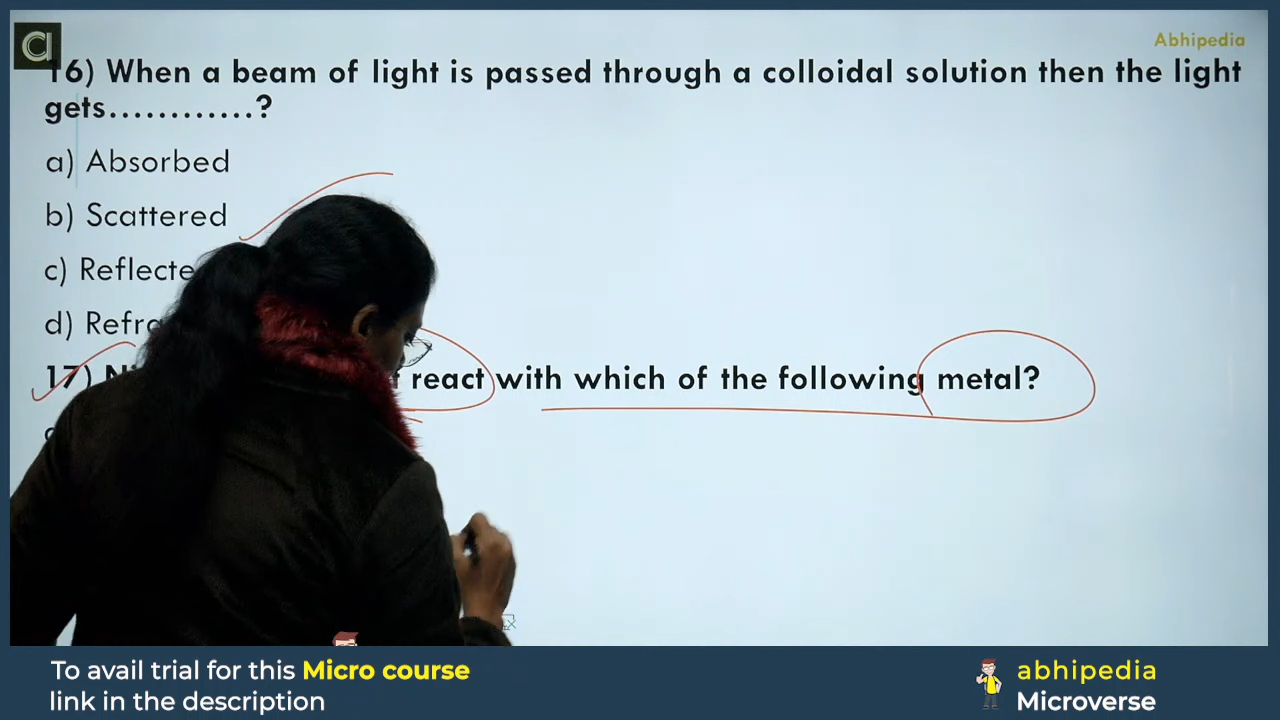 Abhipedia
16) When a beam of light is passed through a colloidal solution then the light
gets............?
a) Absorbed
b) Scattered
c) Reflecte
d) Refra
17) react with which of the following metal?
To avail trial for this Micro course
link in the description
abhipedia
Microverse